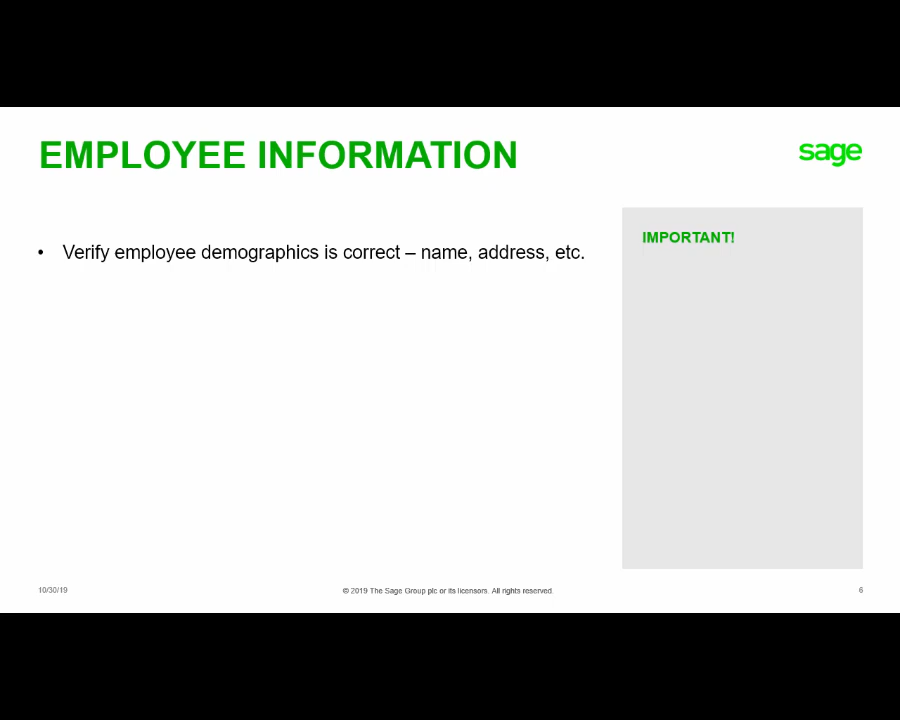 EMPLOYEE INFORMATION
sage
• Verify employee demographics is correct – name, address, etc.
IMPORTANT!
10/30/19
© 2019 The Sage Group plc or its licensors. All rights reserved.
6